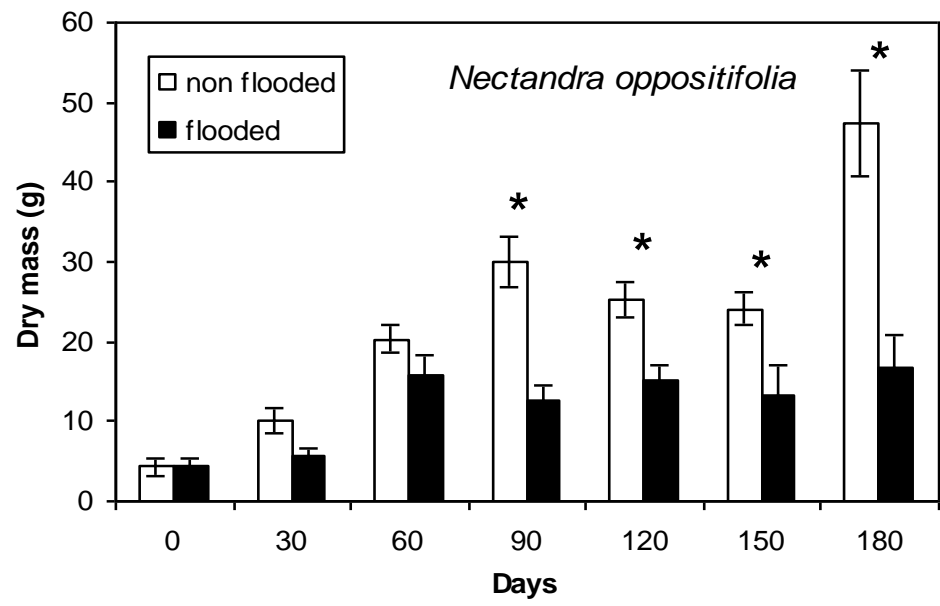 60
50
40
30
20
10
0
Dry mass (g)
non flooded
flooded
Nectandra oppositifolia
*
*
*
*
0 30 60 90 120 150 180
Days